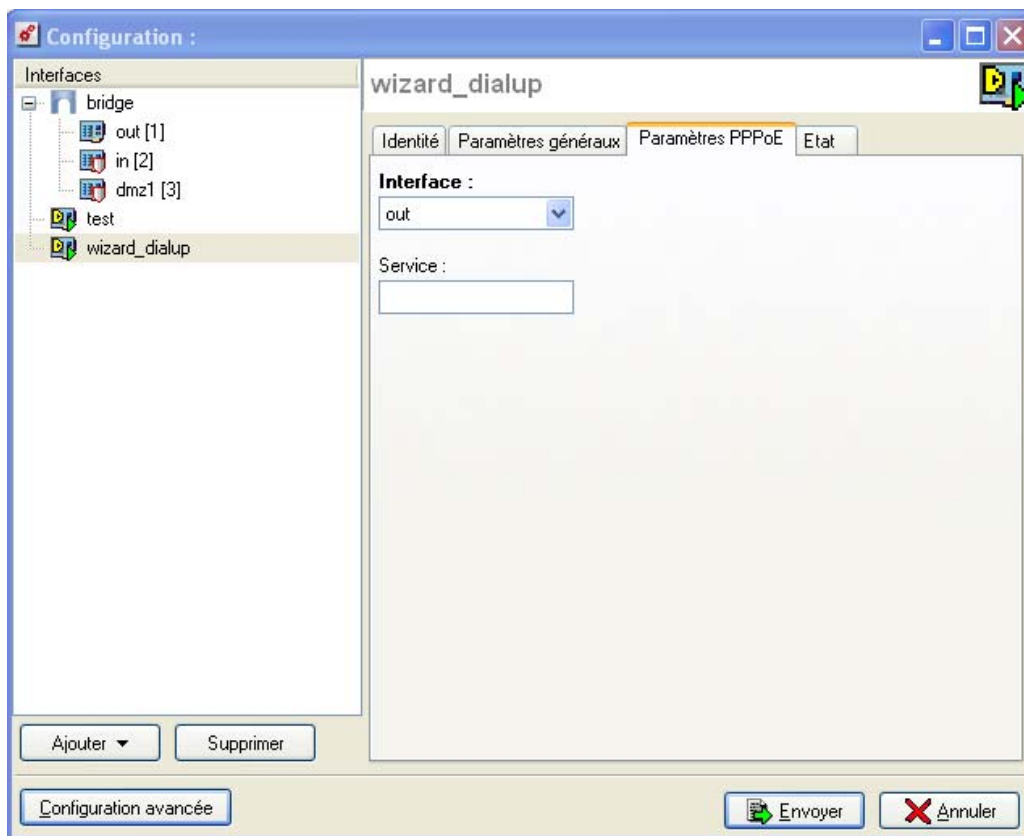 Configuration :
Interfaces
bridge
out [1]
in [2]
dmz1 [3]
test
wizard_dialup
Ajouter
Supprimer
wizard_dialup
Identité
Paramètres généraux
Paramètres PPPoE
Etat
Interface :
out
Service :
Configuration avancée
Envoyer
Annuler